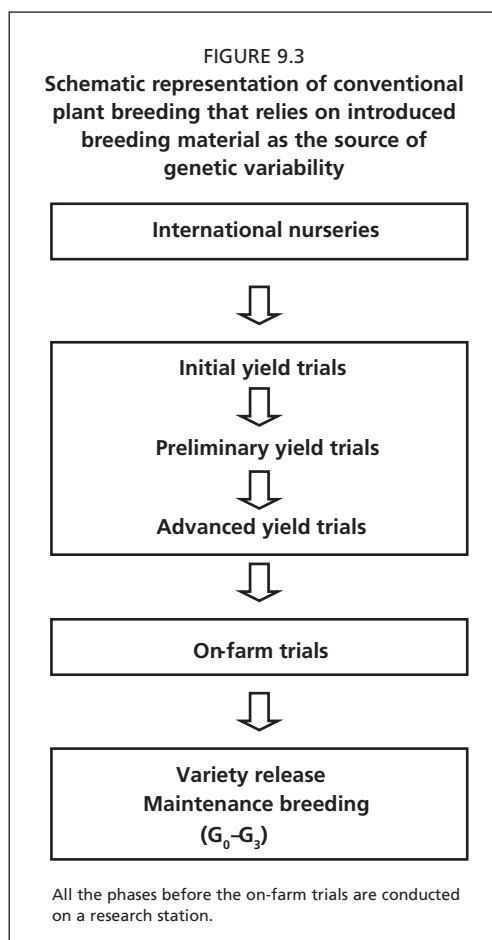 FIGURE 9.3
Schematic representation of conventional
plant breeding that relies on introduced
breeding material as the source of
genetic variability
International nurseries
Initial yield trials
Preliminary yield trials
Advanced yield trials
On-farm trials
Variety release
Maintenance breeding
(G₀–G₃)
All the phases before the on-farm trials are conducted
on a research station.